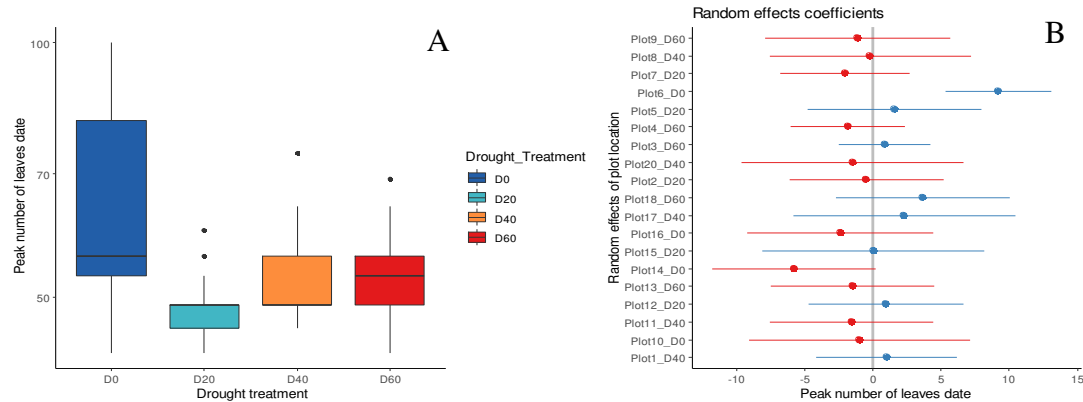 A
100
70
50
Peak number of leaves date
D0
D20
D40
D60
Drought treatment
Drought_Treatment
D0
D20
D40
D60
Random effects coefficients
B
Random effects of plot location
Plot9_D60
Plot8_D40
Plot7_D20
Plot6_D0
Plot5_D20
Plot4_D60
Plot3_D60
Plot20_D40
Plot2_D20
Plot18_D60
Plot17_D40
Plot16_D0
Plot15_D20
Plot14_D0
Plot13_D60
Plot12_D20
Plot11_D40
Plot10_D0
Plot1_D40
-10
-5
0
5
10
15
Peak number of leaves date